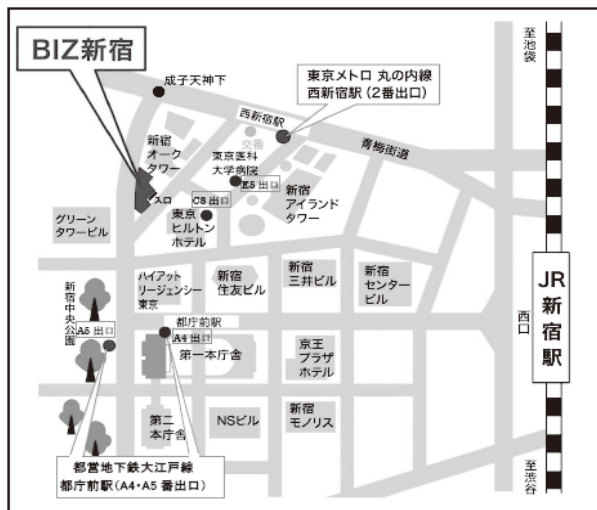 BIZ新宿
成子天神下
東京メトロ 丸の内線
西新宿駅（2番出口）
至池袋
西新宿駅
交番
青梅街道
新宿
オーク
タワー
東京医科
大学病院
E5 出口
C8 出口
入口
新宿
アイランド
タワー
東京
ヒルトン
ホテル
グリーン
タワービル
ハイアット
リージェンシー
東京
新宿
住友ビル
新宿
三井ビル
新宿
センター
ビル
JR新宿駅
西口
新宿中央公園
A5 出口
都庁前駅
A4 出口
第一本庁舎
京王
プラザ
ホテル
第二
本庁舎
NSビル
新宿
モノリス
都営地下鉄大江戸線
都庁前駅（A4・A5 番出口）
至渋谷